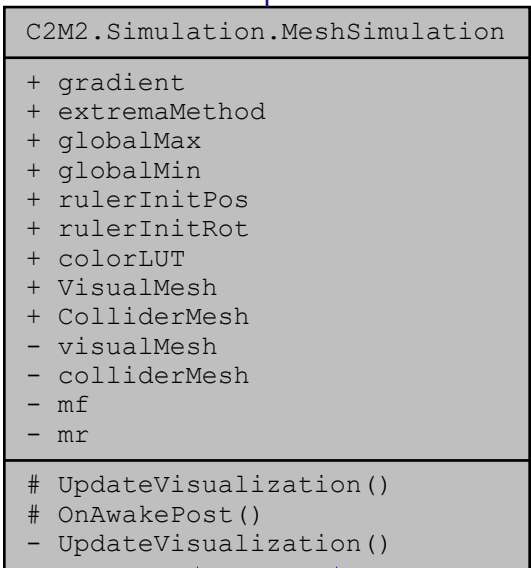 C2M2.Simulation.MeshSimulation
+ gradient
+ extremaMethod
+ globalMax
+ globalMin
+ rulerInitPos
+ rulerInitRot
+ colorLUT
+ VisualMesh
+ ColliderMesh
- visualMesh
- colliderMesh
- mf
- mr
# UpdateVisualization()
# OnAwakePost()
- UpdateVisualization()